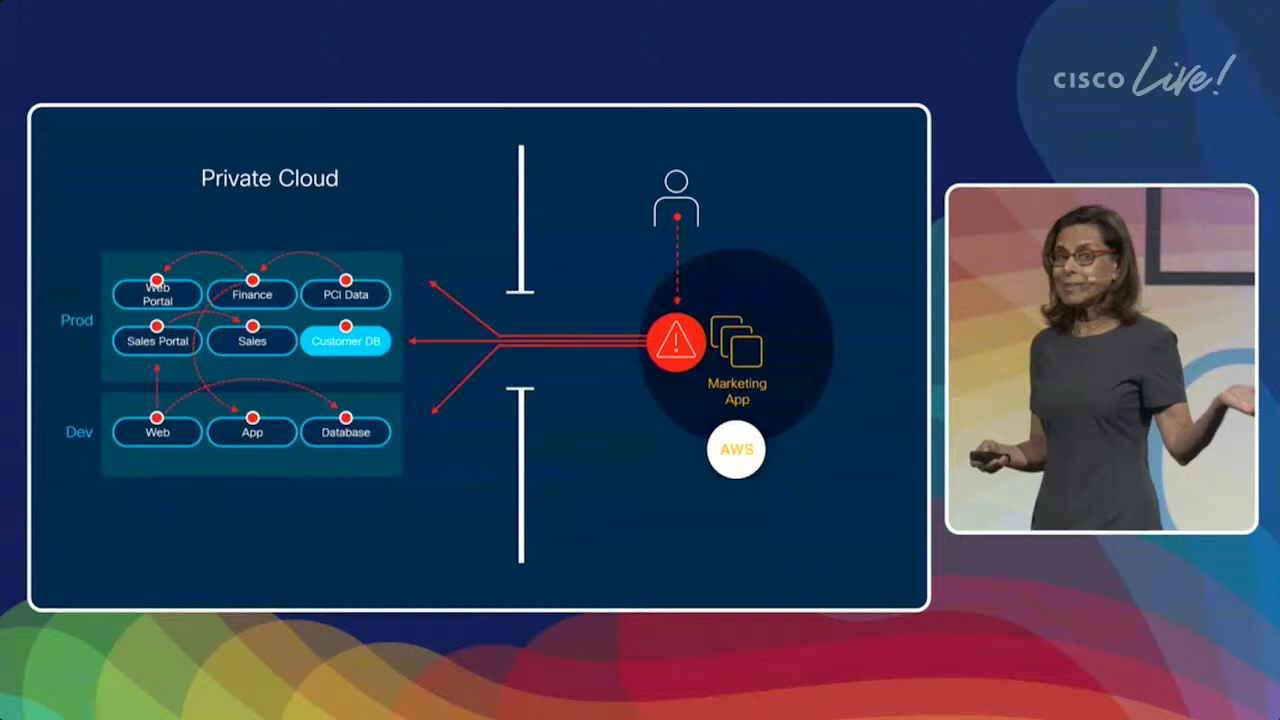 CISCO Live!
Private Cloud
Prod
Web
Portal
Finance
PCI Data
Sales Portal
Sales
Customer DB
Dev
Web
App
Database
Marketing
App
AWS